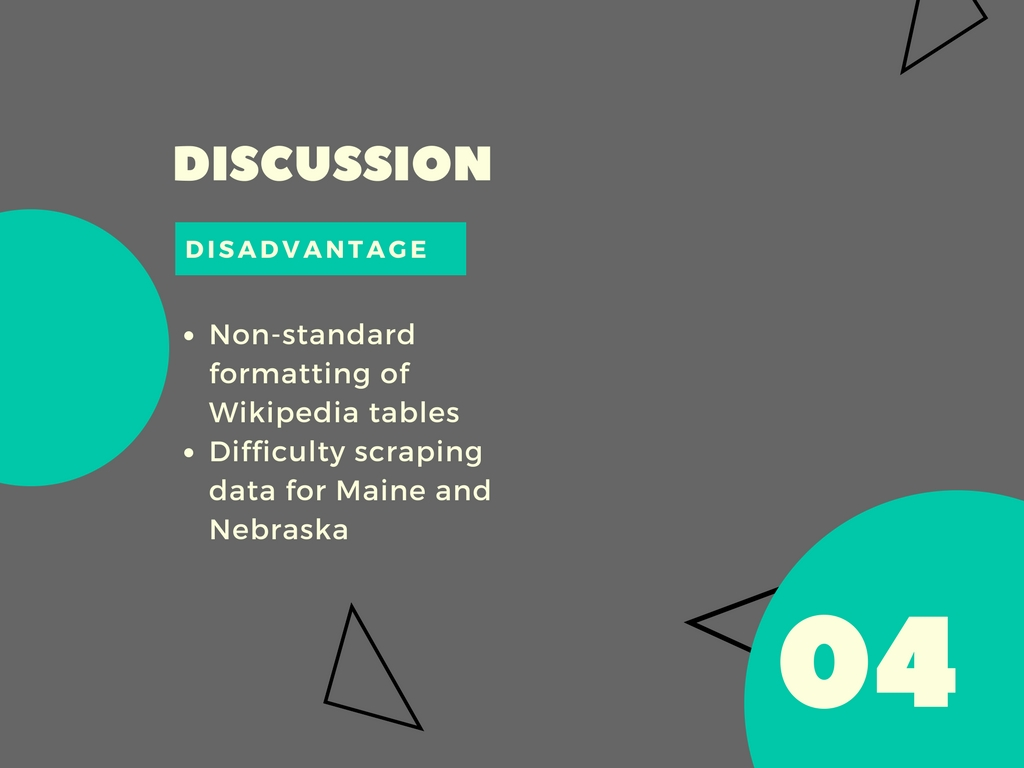 DISCUSSION
DISADVANTAGE
• Non-standard
formatting of
Wikipedia tables
• Difficulty scraping
data for Maine and
Nebraska
04